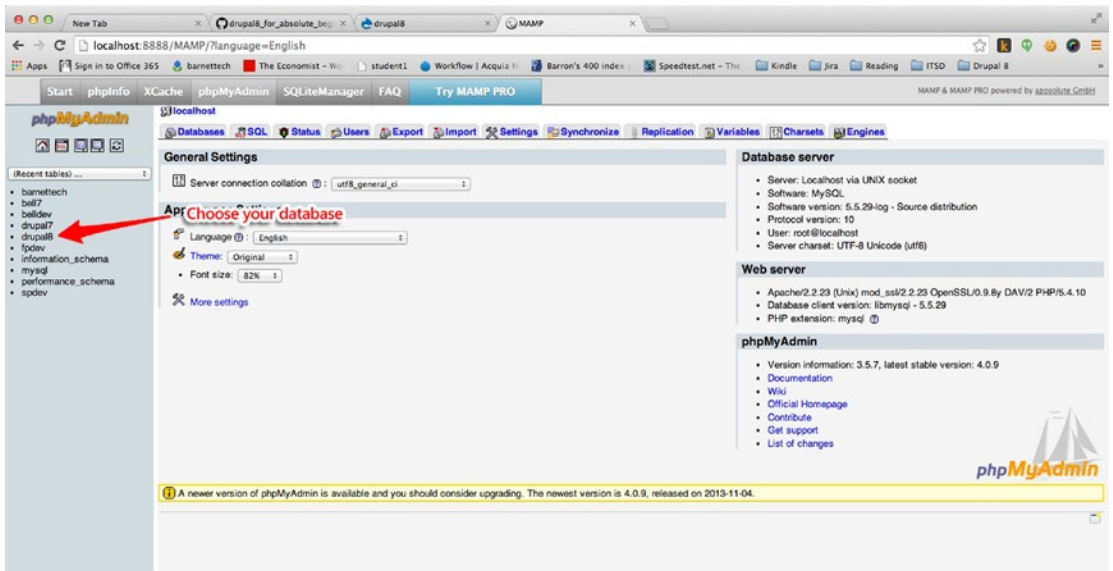 New Tab
drupal8_for_absolute_beg
drupal8
MAMP
localhost:8888/MAMP/?language=English
Apps
Sign in to Office 365
barnettech
The Economist - Wo
student1
Workflow | Acquia N
Barron's 400 index
Speedtest.net - The
Kindle
Jira
Reading
ITSD
Drupal 8
»
Start
phpInfo
XCache
phpMyAdmin
SQLiteManager
FAQ
Try MAMP PRO
MAMP & MAMP PRO powered by appsolute GmbH
phpMyAdmin
(Recent tables) ...
barnettech
bell7
belldev
drupal7
drupal8
fpdev
information_schema
mysql
performance_schema
spdev
localhost
Databases
SQL
Status
Users
Export
Import
Settings
Synchronize
Replication
Variables
Charsets
Engines
General Settings
Server connection collation : utf8_general_ci
Choose your database
Language : English
Theme: Original
• Font size: 82%
More settings
Database server
• Server: Localhost via UNIX socket
• Software: MySQL
• Software version: 5.5.29-log - Source distribution
• Protocol version: 10
• User: root@localhost
• Server charset: UTF-8 Unicode (utf8)
Web server
• Apache/2.2.23 (Unix) mod_ssl/2.2.23 OpenSSL/0.9.8y DAV/2 PHP/5.4.10
• Database client version: libmysql - 5.5.29
• PHP extension: mysql
phpMyAdmin
• Version information: 3.5.7, latest stable version: 4.0.9
• Documentation
• Wiki
• Official Homepage
• Contribute
• Get support
• List of changes
phpMyAdmin
A newer version of phpMyAdmin is available and you should consider upgrading. The newest version is 4.0.9, released on 2013-11-04.